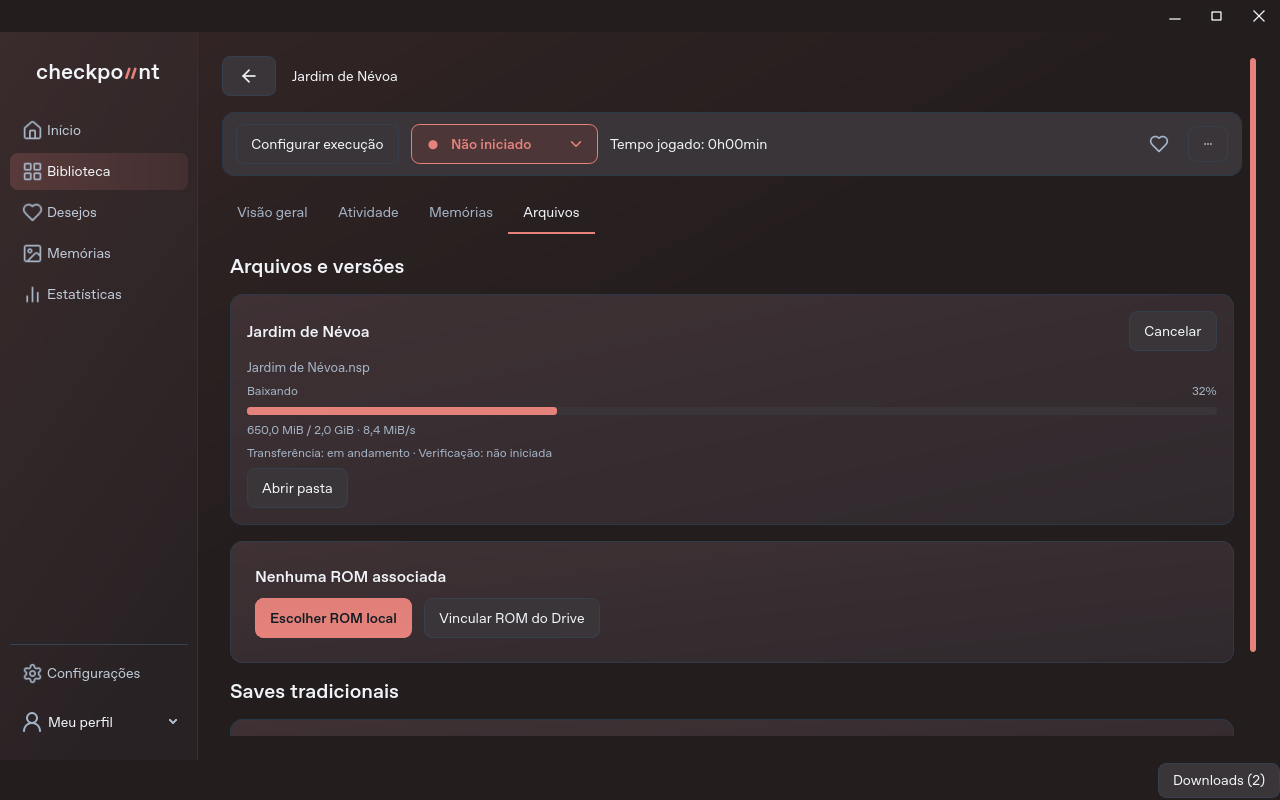 checkpo//nt
Início
Biblioteca
Desejos
Memórias
Estatísticas
Configurações
Meu perfil
Jardim de Névoa
Configurar execução
Não iniciado
Tempo jogado: 0h00min
...
Visão geral
Atividade
Memórias
Arquivos
Arquivos e versões
Jardim de Névoa
Cancelar
Jardim de Névoa.nsp
Baixando
32%
650,0 MiB / 2,0 GiB · 8,4 MiB/s
Transferência: em andamento · Verificação: não iniciada
Abrir pasta
Nenhuma ROM associada
Escolher ROM local
Vincular ROM do Drive
Saves tradicionais
Downloads (2)